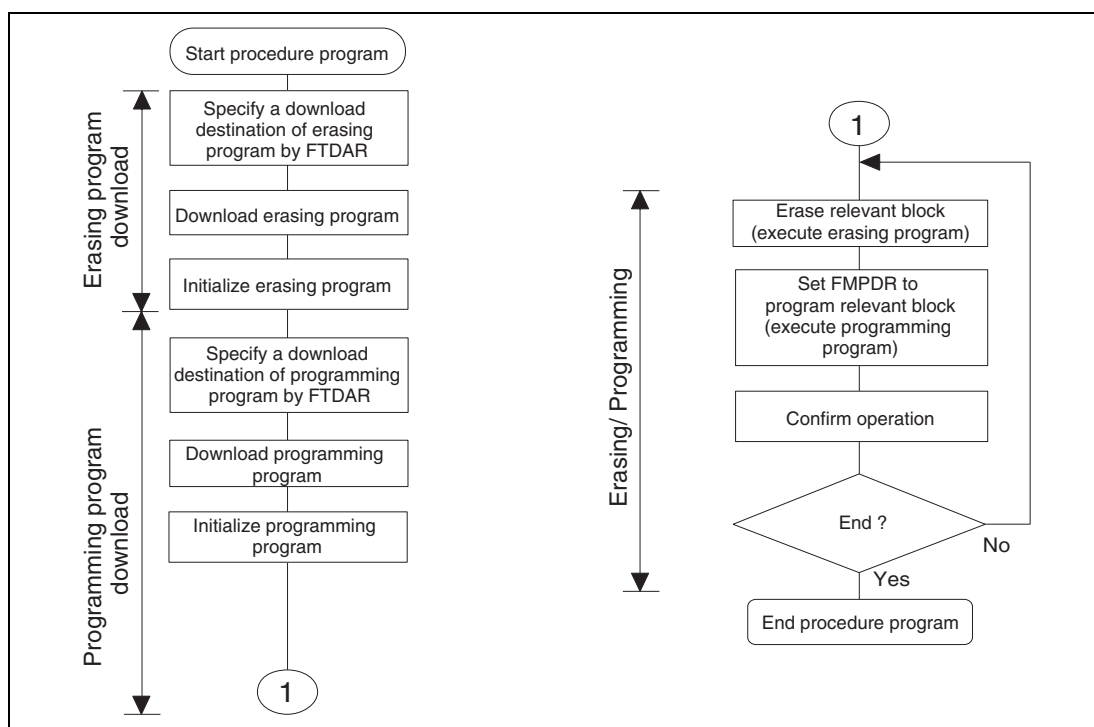 Start procedure program
Erasing program
download
Specify a download
destination of erasing
program by FTDAR
Download erasing program
Initialize erasing program
Programming program
download
Specify a download
destination of programming
program by FTDAR
Download programming
program
Initialize programming
program
1
1
Erasing/ Programming
Erase relevant block
(execute erasing program)
Set FMPDR to
program relevant block
(execute programming
program)
Confirm operation
End ?
No
Yes
End procedure program